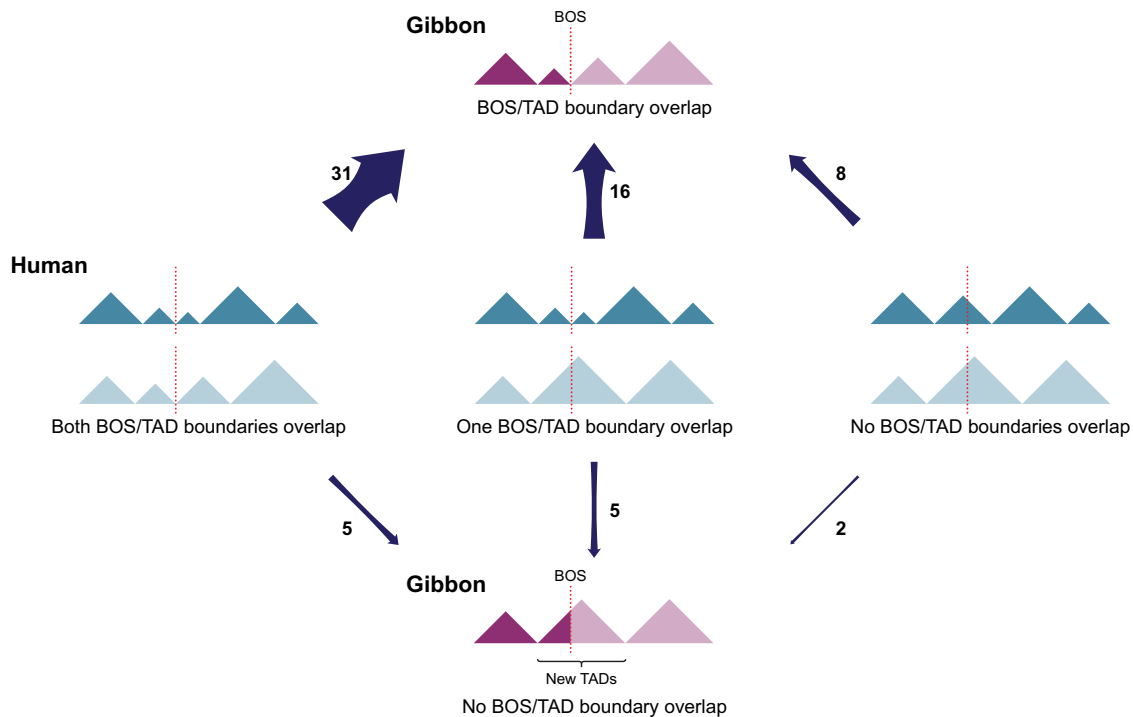 Gibbon
BOS
BOS/TAD boundary overlap
31
16
8
Human
Both BOS/TAD boundaries overlap
One BOS/TAD boundary overlap
No BOS/TAD boundaries overlap
5
5
2
Gibbon
BOS
New TADs
No BOS/TAD boundary overlap